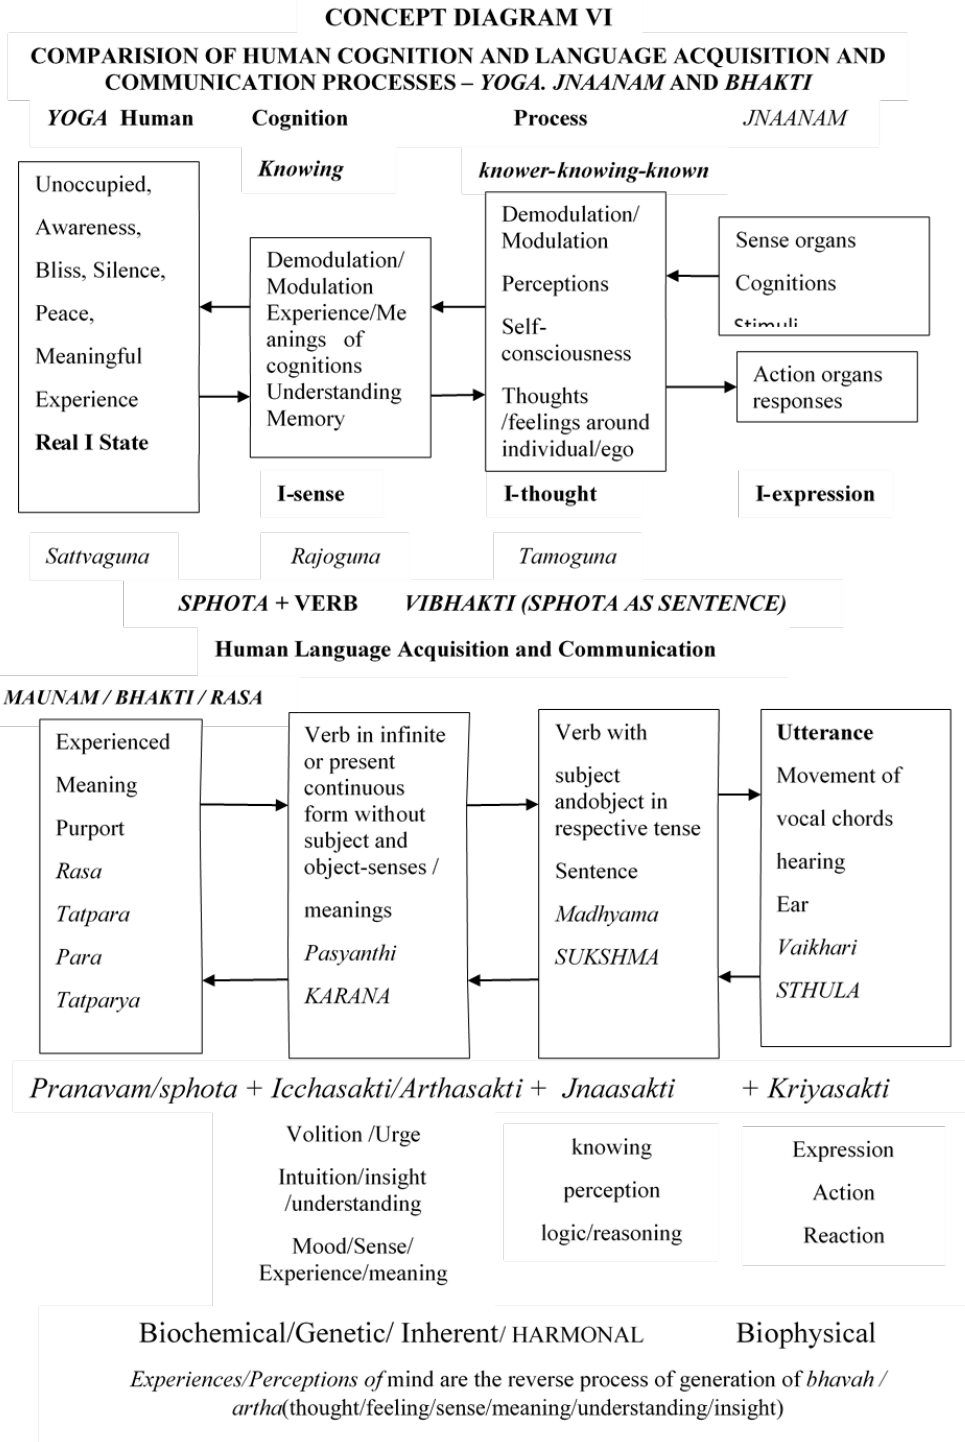 CONCEPT DIAGRAM VI
COMPARISION OF HUMAN COGNITION AND LANGUAGE ACQUISITION AND
COMMUNICATION PROCESSES – YOGA. JNAANAM AND BHAKTI
YOGA Human Cognition Process JNAANAM
Knowing knower-knowing-known
Unoccupied,
Awareness,
Bliss, Silence,
Peace,
Meaningful
Experience
Real I State
Demodulation/
Modulation
Experience/Me
anings of
cognitions
Understanding
Memory
Demodulation/
Modulation
Perceptions
Self-
consciousness
Thoughts
/feelings around
individual/ego
Sense organs
Cognitions
Stimuli
Action organs
responses
I-sense I-thought I-expression
Sattvaguna Rajoguna Tamoguna
SPHOTA + VERB VIBHAKTI (SPHOTA AS SENTENCE)
Human Language Acquisition and Communication
MAUNAM / BHAKTI / RASA
Experienced
Meaning
Purport
Rasa
Tatpara
Para
Tatparya
Verb in infinite
or present
continuous
form without
subject and
object-senses /
meanings
Pasyanthi
KARANA
Verb with
subject
andobject in
respective tense
Sentence
Madhyama
SUKSHMA
Utterance
Movement of
vocal chords
hearing
Ear
Vaikhari
STHULA
Pranavam/sphota + Icchasakti/Arthasakti + Jnaasakti + Kriyasakti
Volition /Urge
Intuition/insight
/understanding
Mood/Sense/
Experience/meaning
knowing
perception
logic/reasoning
Expression
Action
Reaction
Biochemical/Genetic/ Inherent/ HARMONAL Biophysical
Experiences/Perceptions of mind are the reverse process of generation of bhavah /
artha(thought/feeling/sense/meaning/understanding/insight)